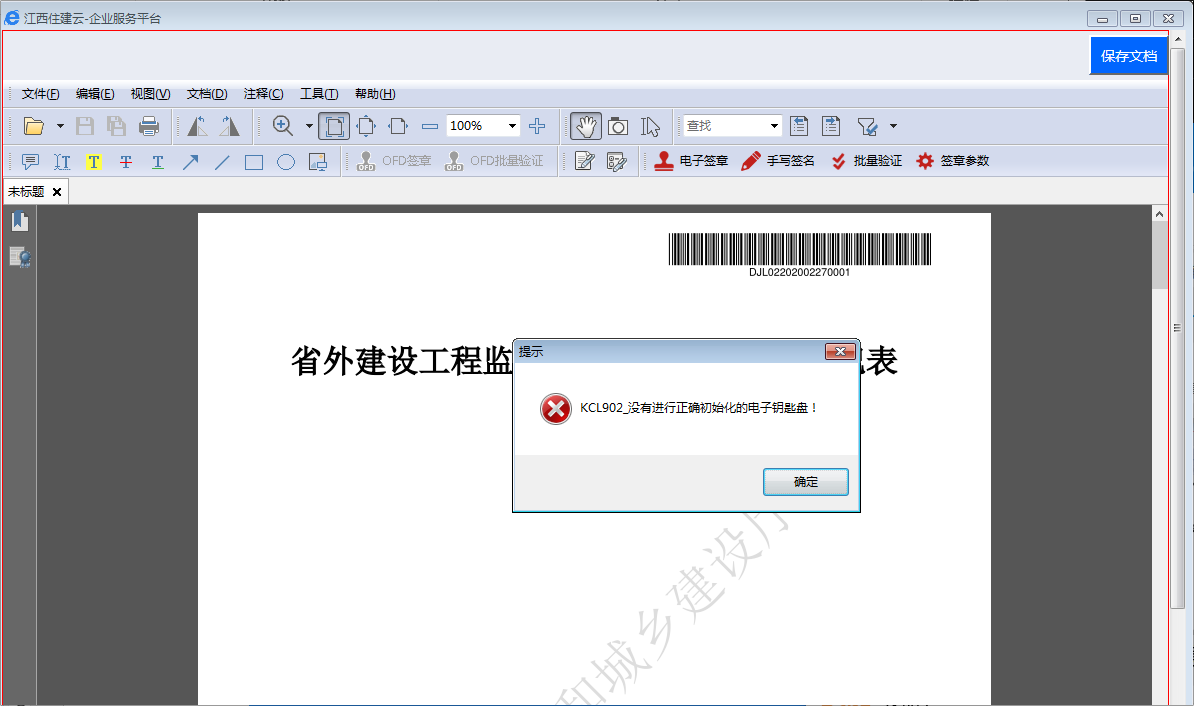 江西住建云-企业服务平台
保存文档
文件(F) 编辑(E) 视图(V) 文档(D) 注释(C) 工具(T) 帮助(H)
100% 查找
T T T T OFD OFD签章 OFD OFD批量验证 电子签章 手写签名 批量验证 签章参数
未标题
DJL02202002270001
省外建设工程监
表
提示
KCL902_没有进行正确初始化的电子钥匙盘！
确定
和城乡建设厅